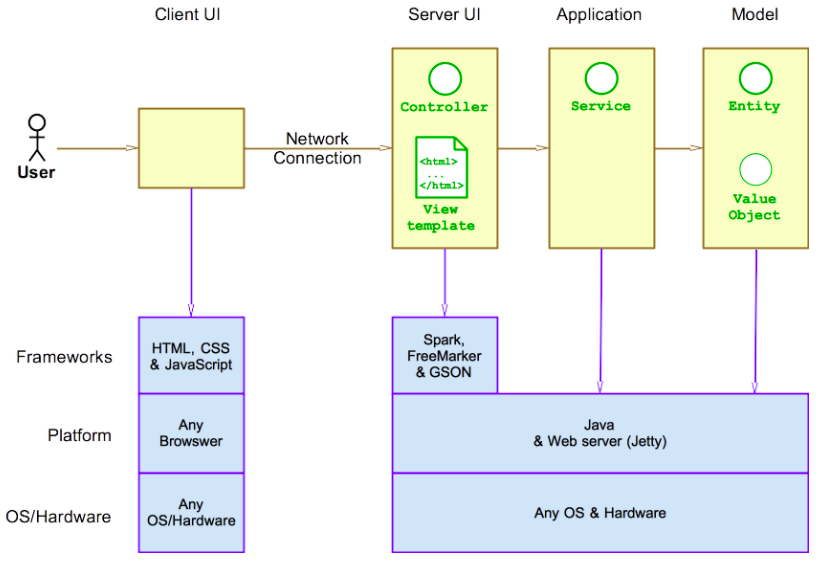 Client UI
Server UI
Application
Model
Controller
Service
Entity
User
Network
Connection
<html>
...
</html>
View
template
Value
Object
Frameworks
HTML, CSS
& JavaScript
Spark,
FreeMarker
& GSON
Platform
Any
Browswer
Java
& Web server (Jetty)
OS/Hardware
Any
OS/Hardware
Any OS & Hardware